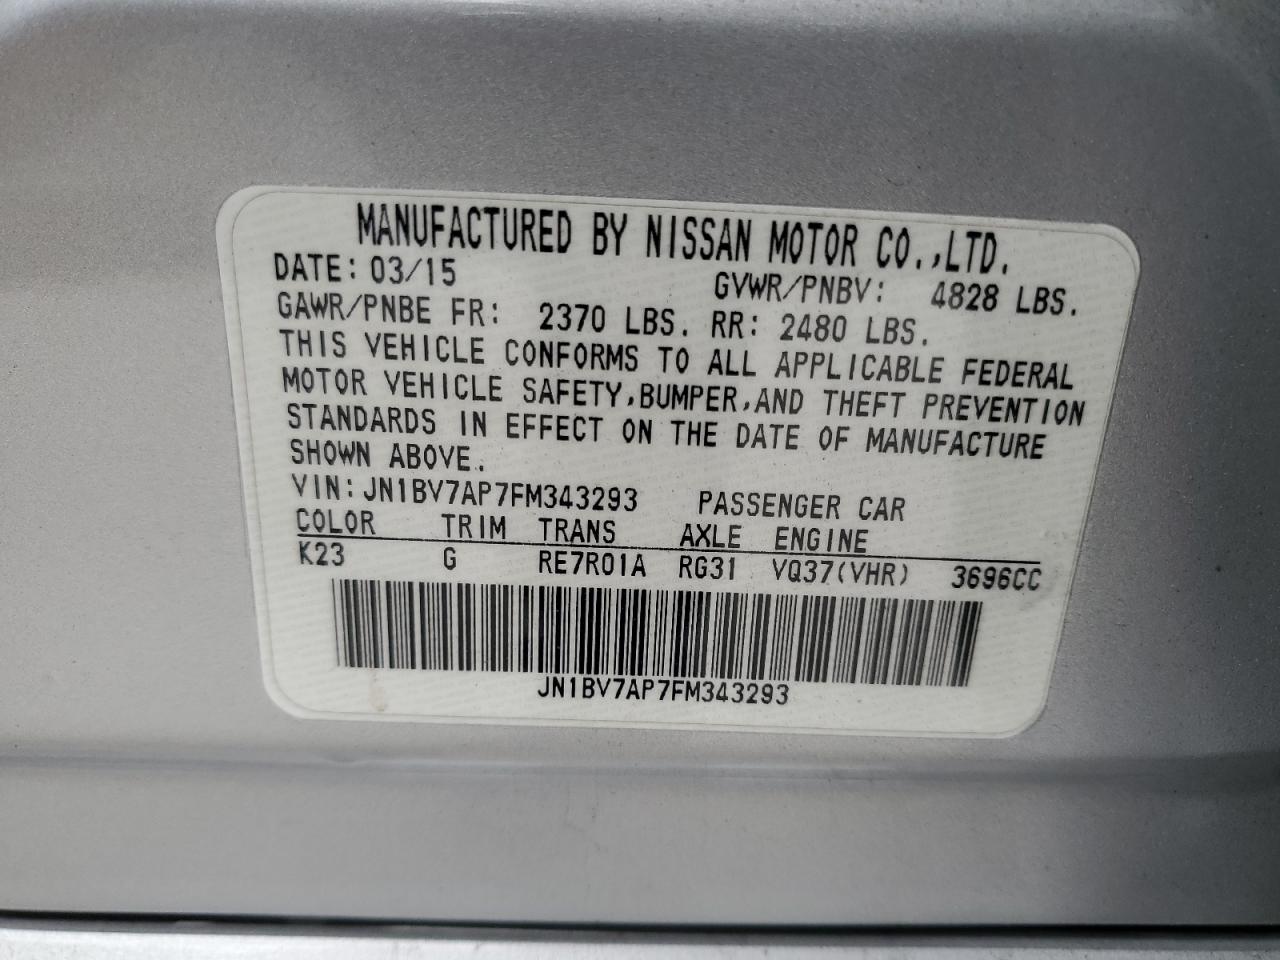 MANUFACTURED BY NISSAN MOTOR CO.,LTD.
DATE: 03/15 GVWR/PNBV: 4828 LBS.
GAWR/PNBE FR: 2370 LBS. RR: 2480 LBS.
THIS VEHICLE CONFORMS TO ALL APPLICABLE FEDERAL
MOTOR VEHICLE SAFETY,BUMPER,AND THEFT PREVENTION
STANDARDS IN EFFECT ON THE DATE OF MANUFACTURE
SHOWN ABOVE.
VIN: JN1BV7AP7FM343293 PASSENGER CAR
COLOR TRIM TRANS AXLE ENGINE
K23 G RE7R01A RG31 VQ37(VHR) 3696CC
JN1BV7AP7FM343293